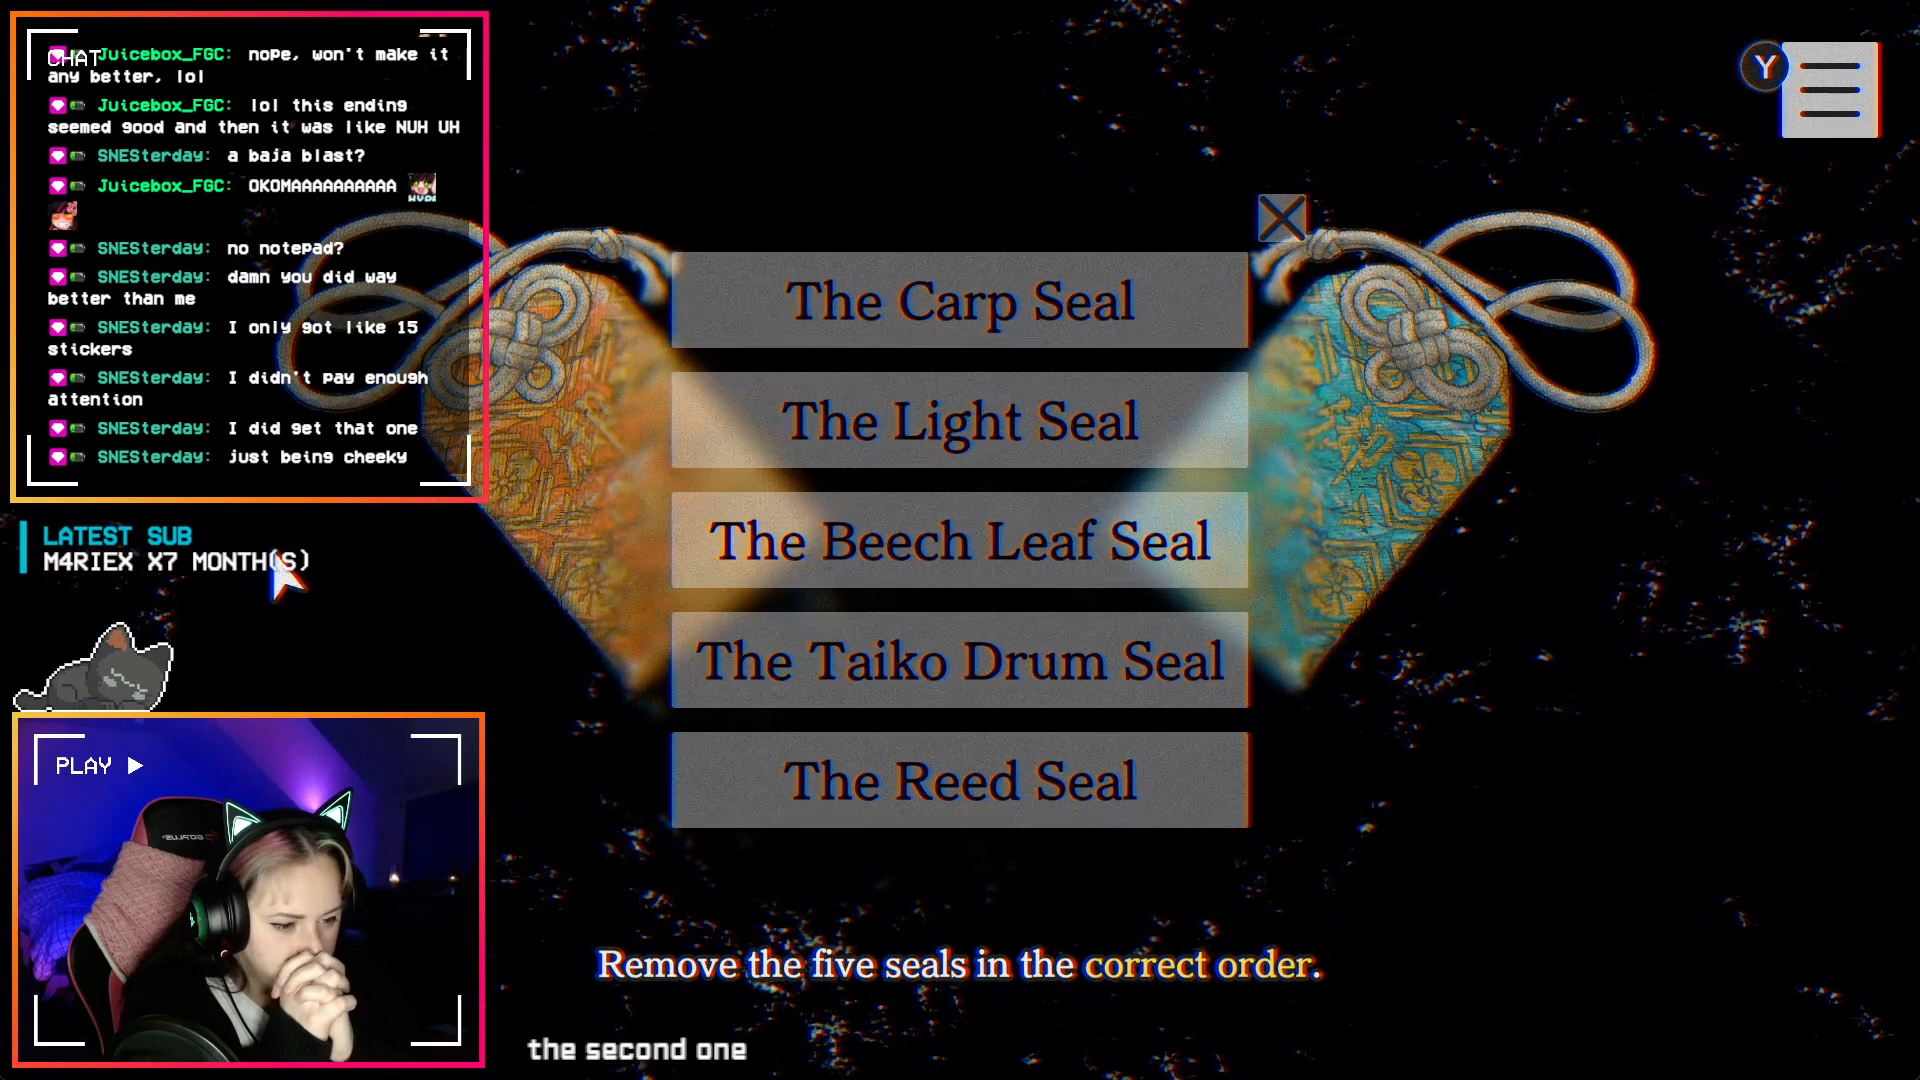 CHAT
Juicebox_FGC: nope, won't make it
any better, lol
Juicebox_FGC: lol this ending
seemed good and then it was like NUH UH
SNESterday: a baja blast?
Juicebox_FGC: OKOMAAAAAAAAAA
HYPE
SNESterday: no notepad?
SNESterday: damn you did way
better than me
SNESterday: I only got like 15
stickers
SNESterday: I didn't pay enough
attention
SNESterday: I did get that one
SNESterday: just being cheeky
LATEST SUB
M4RIEX X7 MONTH(S)
PLAY
Y
The Carp Seal
The Light Seal
The Beech Leaf Seal
The Taiko Drum Seal
The Reed Seal
Remove the five seals in the correct order.
the second one